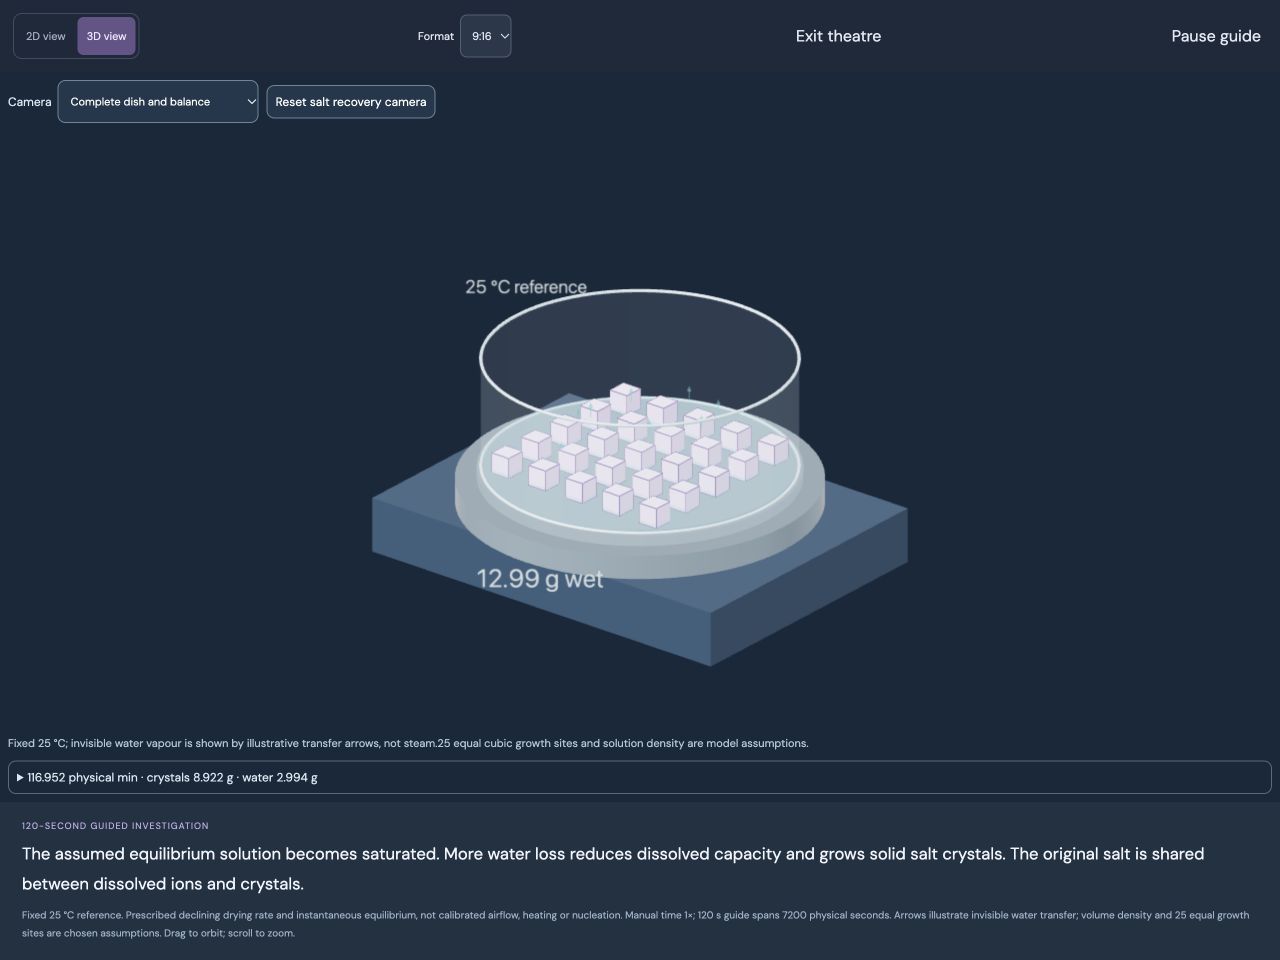 2D view
3D view
Format
9:16
Exit theatre
Pause guide
Camera
Complete dish and balance
Reset salt recovery camera
25 °C reference
12.99 g wet
Fixed 25 °C; invisible water vapour is shown by illustrative transfer arrows, not steam.25 equal cubic growth sites and solution density are model assumptions.
116.952 physical min · crystals 8.922 g · water 2.994 g
120-SECOND GUIDED INVESTIGATION
The assumed equilibrium solution becomes saturated. More water loss reduces dissolved capacity and grows solid salt crystals. The original salt is shared
between dissolved ions and crystals.
Fixed 25 °C reference. Prescribed declining drying rate and instantaneous equilibrium, not calibrated airflow, heating or nucleation. Manual time 1×; 120 s guide spans 7200 physical seconds. Arrows illustrate invisible water transfer; volume density and 25 equal growth
sites are chosen assumptions. Drag to orbit; scroll to zoom.